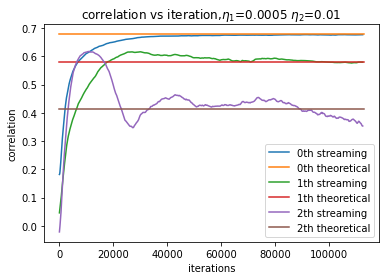 correlation vs iteration,η₁=0.0005 η₂=0.01
0.7
0.6
0.5
0.4
0.3
0.2
0.1
0.0
correlation
0 20000 40000 60000 80000 100000
iterations
0th streaming
0th theoretical
1th streaming
1th theoretical
2th streaming
2th theoretical